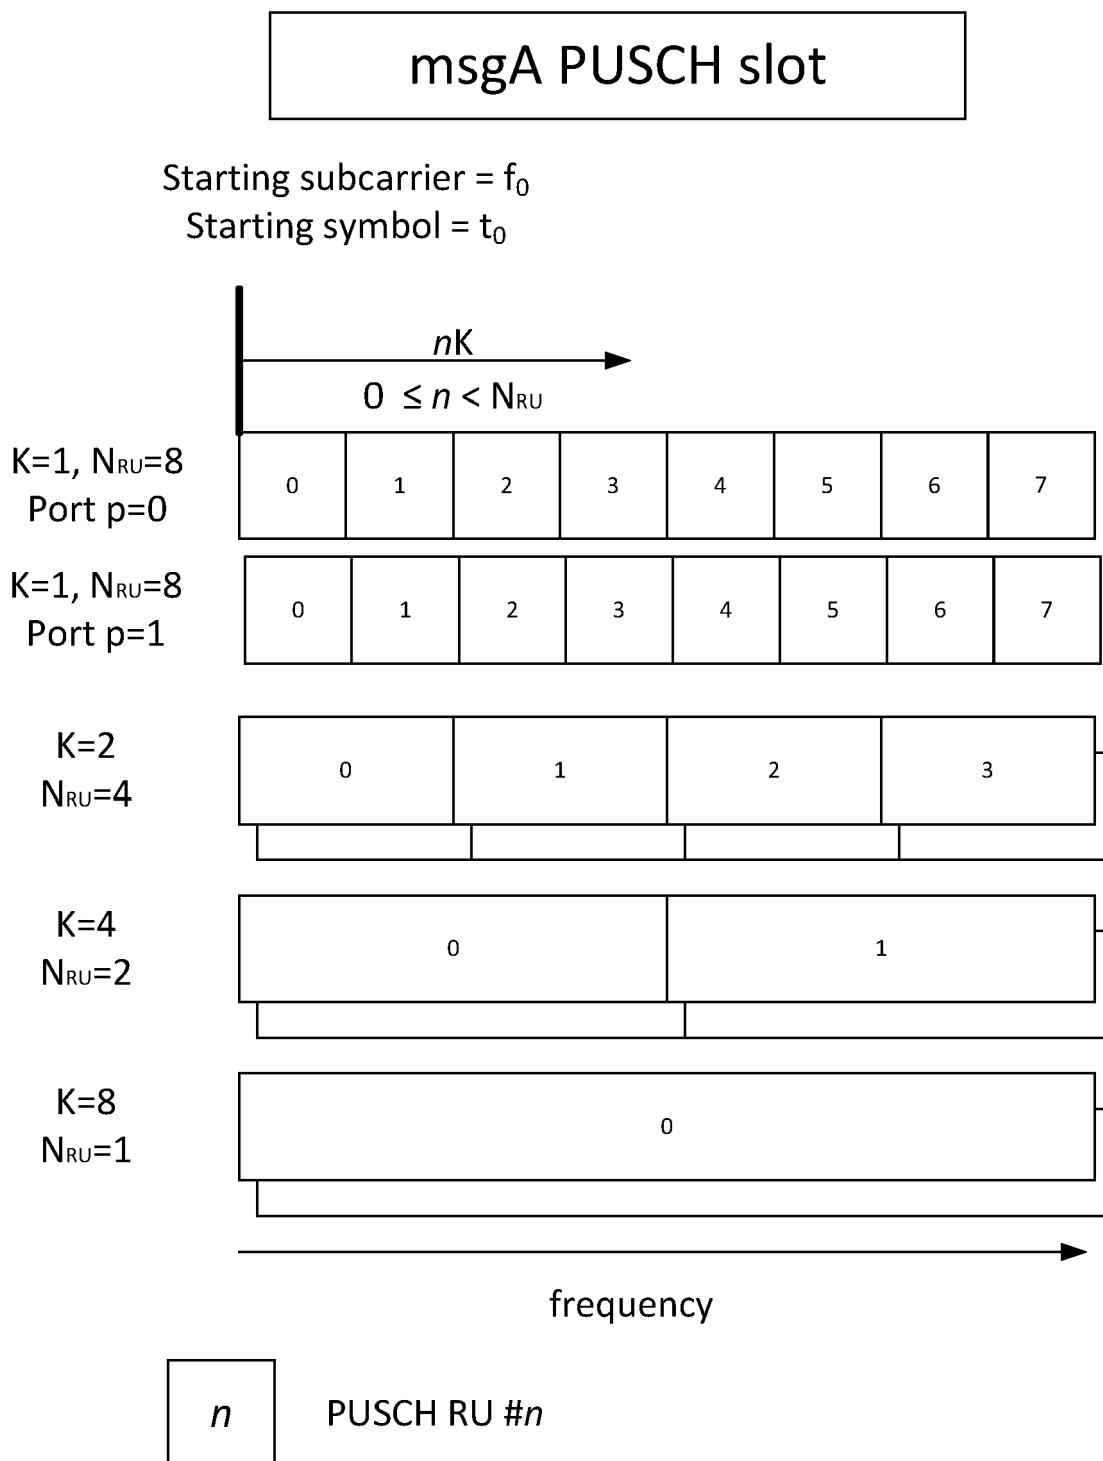 msgA PUSCH slot
Starting subcarrier = f₀
Starting symbol = t₀
nK
0 ≤ n < NRU
K=1, NRU=8
Port p=0
0 1 2 3 4 5 6 7
K=1, NRU=8
Port p=1
0 1 2 3 4 5 6 7
K=2
NRU=4
0 1 2 3
K=4
NRU=2
0 1
K=8
NRU=1
0
frequency
n PUSCH RU #n